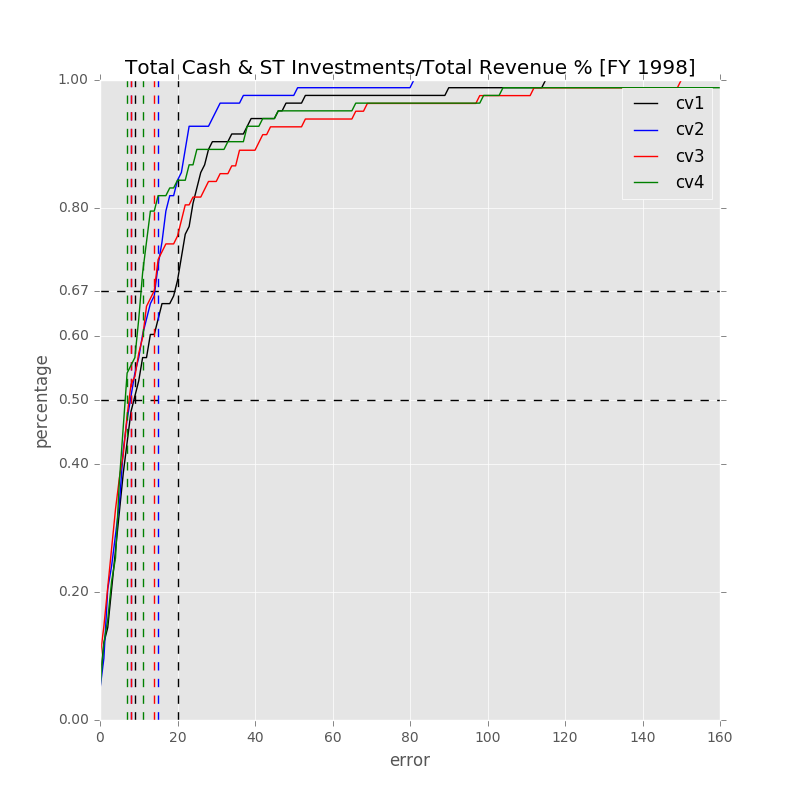 Total Cash & ST Investments/Total Revenue % [FY 1998]
1.00
0.80
0.67
0.60
0.50
0.40
0.20
0.00
percentage
cv1
cv2
cv3
cv4
0 20 40 60 80 100 120 140 160
error